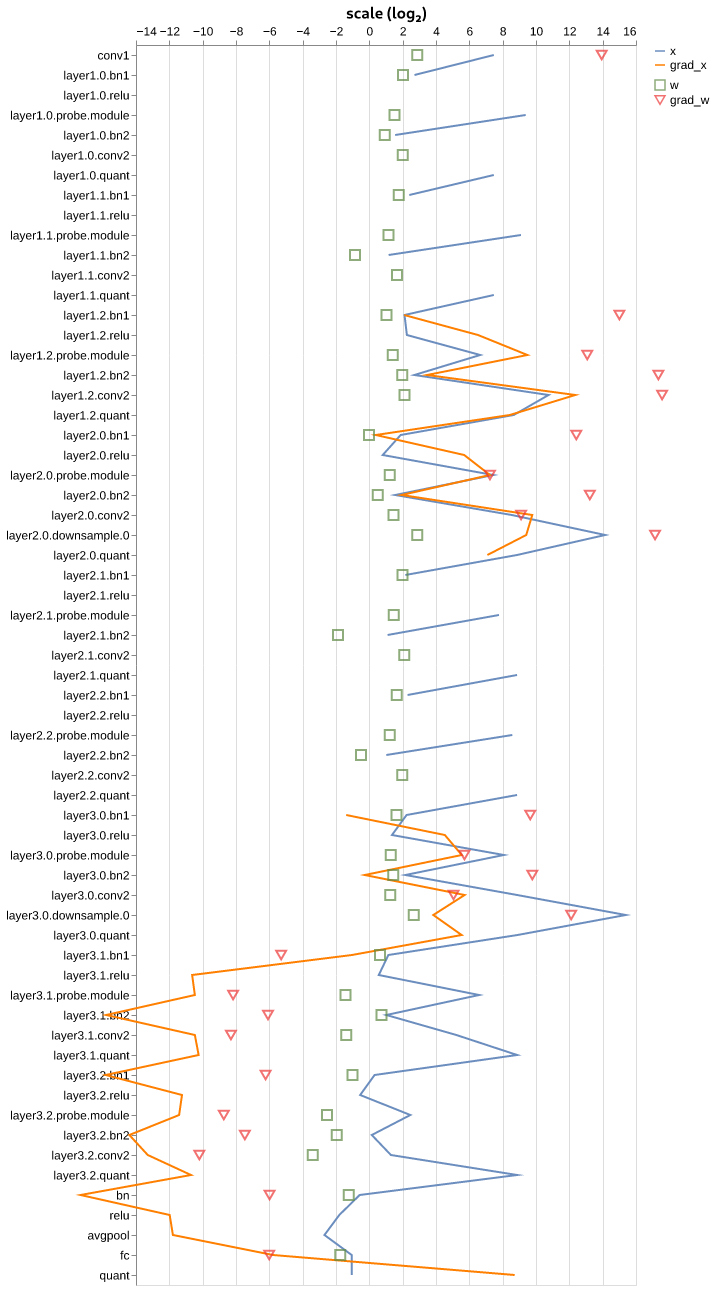 scale (log₂)
−14 −12 −10 −8 −6 −4 −2 0 2 4 6 8 10 12 14 16
x
grad_x
w
grad_w
conv1
layer1.0.bn1
layer1.0.relu
layer1.0.probe.module
layer1.0.bn2
layer1.0.conv2
layer1.0.quant
layer1.1.bn1
layer1.1.relu
layer1.1.probe.module
layer1.1.bn2
layer1.1.conv2
layer1.1.quant
layer1.2.bn1
layer1.2.relu
layer1.2.probe.module
layer1.2.bn2
layer1.2.conv2
layer1.2.quant
layer2.0.bn1
layer2.0.relu
layer2.0.probe.module
layer2.0.bn2
layer2.0.conv2
layer2.0.downsample.0
layer2.0.quant
layer2.1.bn1
layer2.1.relu
layer2.1.probe.module
layer2.1.bn2
layer2.1.conv2
layer2.1.quant
layer2.2.bn1
layer2.2.relu
layer2.2.probe.module
layer2.2.bn2
layer2.2.conv2
layer2.2.quant
layer3.0.bn1
layer3.0.relu
layer3.0.probe.module
layer3.0.bn2
layer3.0.conv2
layer3.0.downsample.0
layer3.0.quant
layer3.1.bn1
layer3.1.relu
layer3.1.probe.module
layer3.1.bn2
layer3.1.conv2
layer3.1.quant
layer3.2.bn1
layer3.2.relu
layer3.2.probe.module
layer3.2.bn2
layer3.2.conv2
layer3.2.quant
bn
relu
avgpool
fc
quant